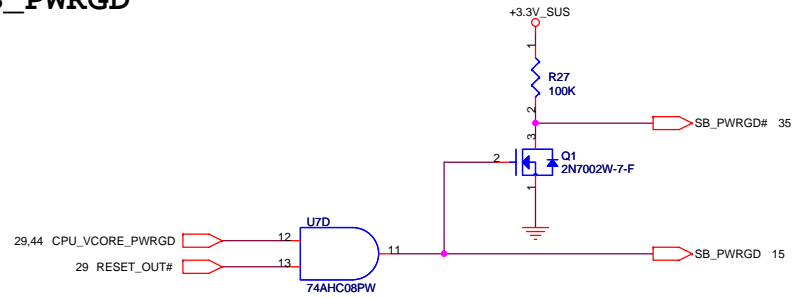 _PWRGD
+3.3V_SUS
1
R27
100K
2
SB_PWRGD# 35
3
2
Q1
2N7002W-7-F
1
U7D
29,44 CPU_VCORE_PWRGD
12
11
SB_PWRGD 15
29 RESET_OUT#
13
74AHC08PW